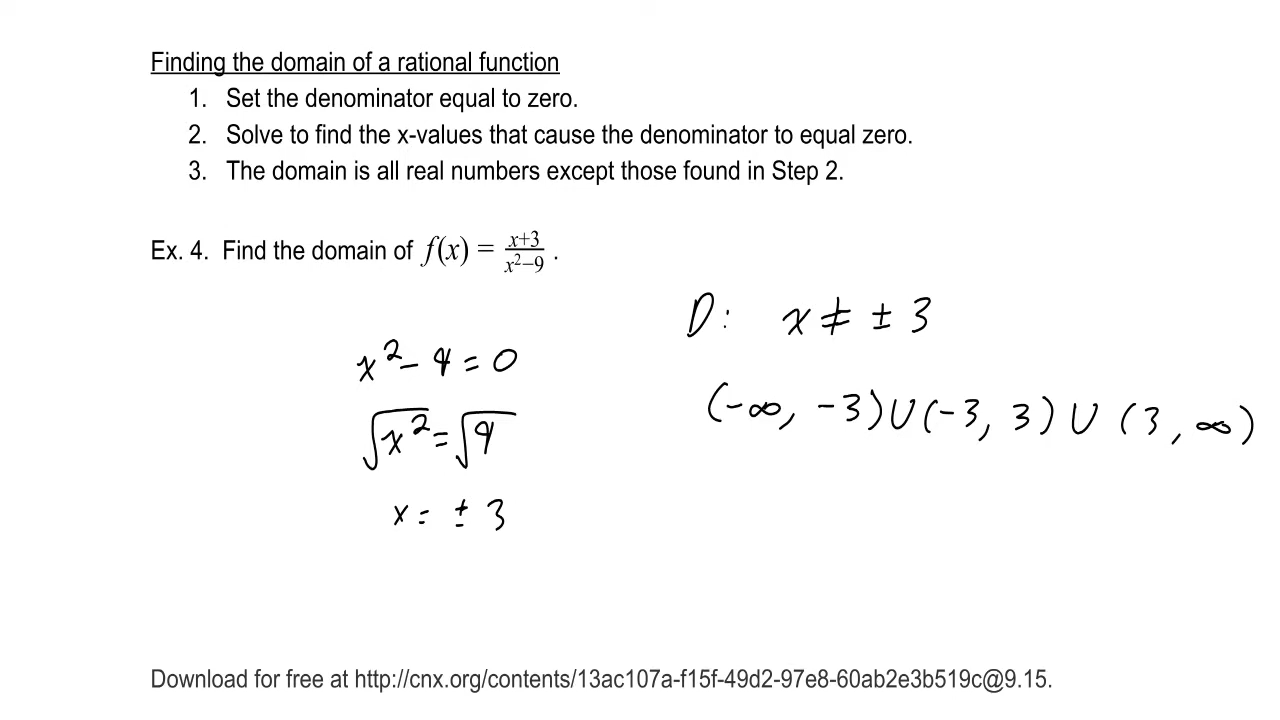 Finding the domain of a rational function
1. Set the denominator equal to zero.
2. Solve to find the x-values that cause the denominator to equal zero.
3. The domain is all real numbers except those found in Step 2.
Ex. 4. Find the domain of f(x) = (x+3)/(x²−9) .
D: x ≠ ± 3
x² − 9 = 0
(-∞, -3) ∪ (-3, 3) ∪ (3, ∞)
√x² = √9
x = ± 3
Download for free at http://cnx.org/contents/13ac107a-f15f-49d2-97e8-60ab2e3b519c@9.15.